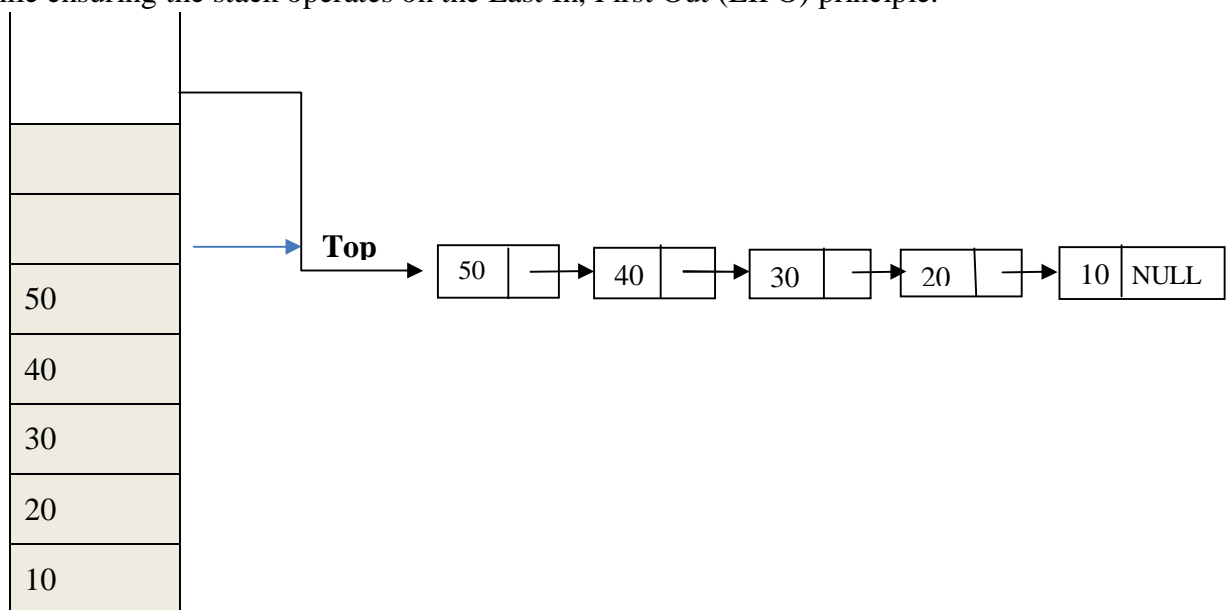 ensuring the stack operates on the Last In, First Out (LIFO) principle.
Top
50 40 30 20 10 NULL
50
40
30
20
10